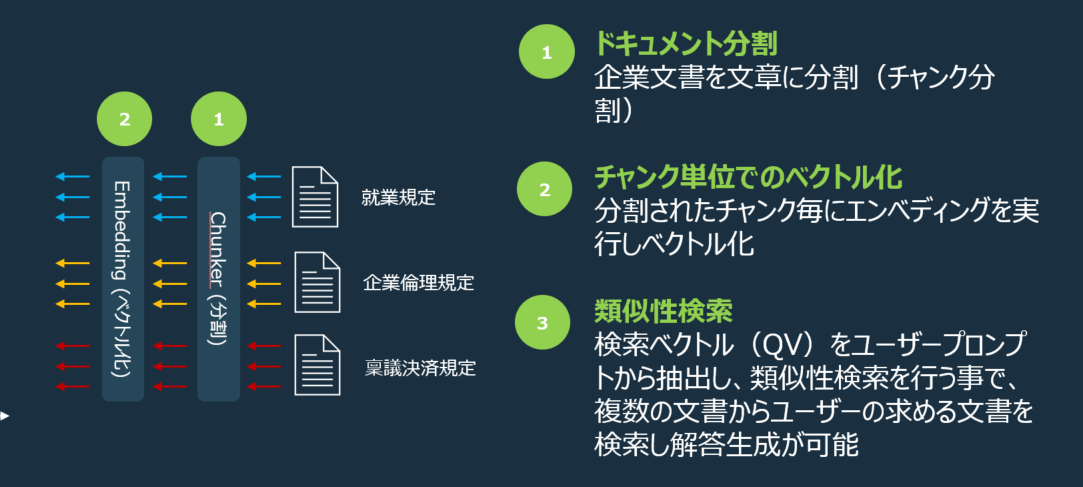 2
1
Embedding (ベクトル化)
Chunker (分割)
就業規定
企業倫理規定
稟議決済規定
1
ドキュメント分割
企業文書を文章に分割（チャンク分
割）
2
チャンク単位でのベクトル化
分割されたチャンク毎にエンベディングを実
行しベクトル化
3
類似性検索
検索ベクトル（QV）をユーザープロンプ
トから抽出し、類似性検索を行う事で、
複数の文書からユーザーの求める文書を
検索し解答生成が可能